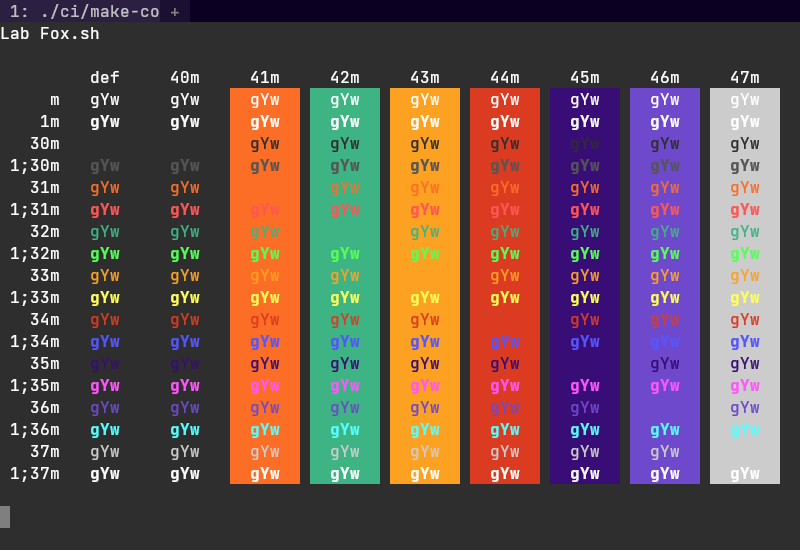 1: ./ci/make-co +
Lab Fox.sh
def 40m 41m 42m 43m 44m 45m 46m 47m
m gYw gYw gYw gYw gYw gYw gYw gYw gYw
1m gYw gYw gYw gYw gYw gYw gYw gYw gYw
30m gYw gYw gYw gYw gYw gYw gYw
1;30m gYw gYw gYw gYw gYw gYw gYw gYw gYw
31m gYw gYw gYw gYw gYw gYw gYw gYw
1;31m gYw gYw gYw gYw gYw gYw gYw gYw gYw
32m gYw gYw gYw gYw gYw gYw gYw gYw
1;32m gYw gYw gYw gYw gYw gYw gYw gYw gYw
33m gYw gYw gYw gYw gYw gYw gYw gYw
1;33m gYw gYw gYw gYw gYw gYw gYw gYw gYw
34m gYw gYw gYw gYw gYw gYw gYw gYw
1;34m gYw gYw gYw gYw gYw gYw gYw gYw gYw
35m gYw gYw gYw gYw gYw gYw gYw gYw
1;35m gYw gYw gYw gYw gYw gYw gYw gYw gYw
36m gYw gYw gYw gYw gYw gYw gYw gYw
1;36m gYw gYw gYw gYw gYw gYw gYw gYw gYw
37m gYw gYw gYw gYw gYw gYw gYw gYw
1;37m gYw gYw gYw gYw gYw gYw gYw gYw gYw